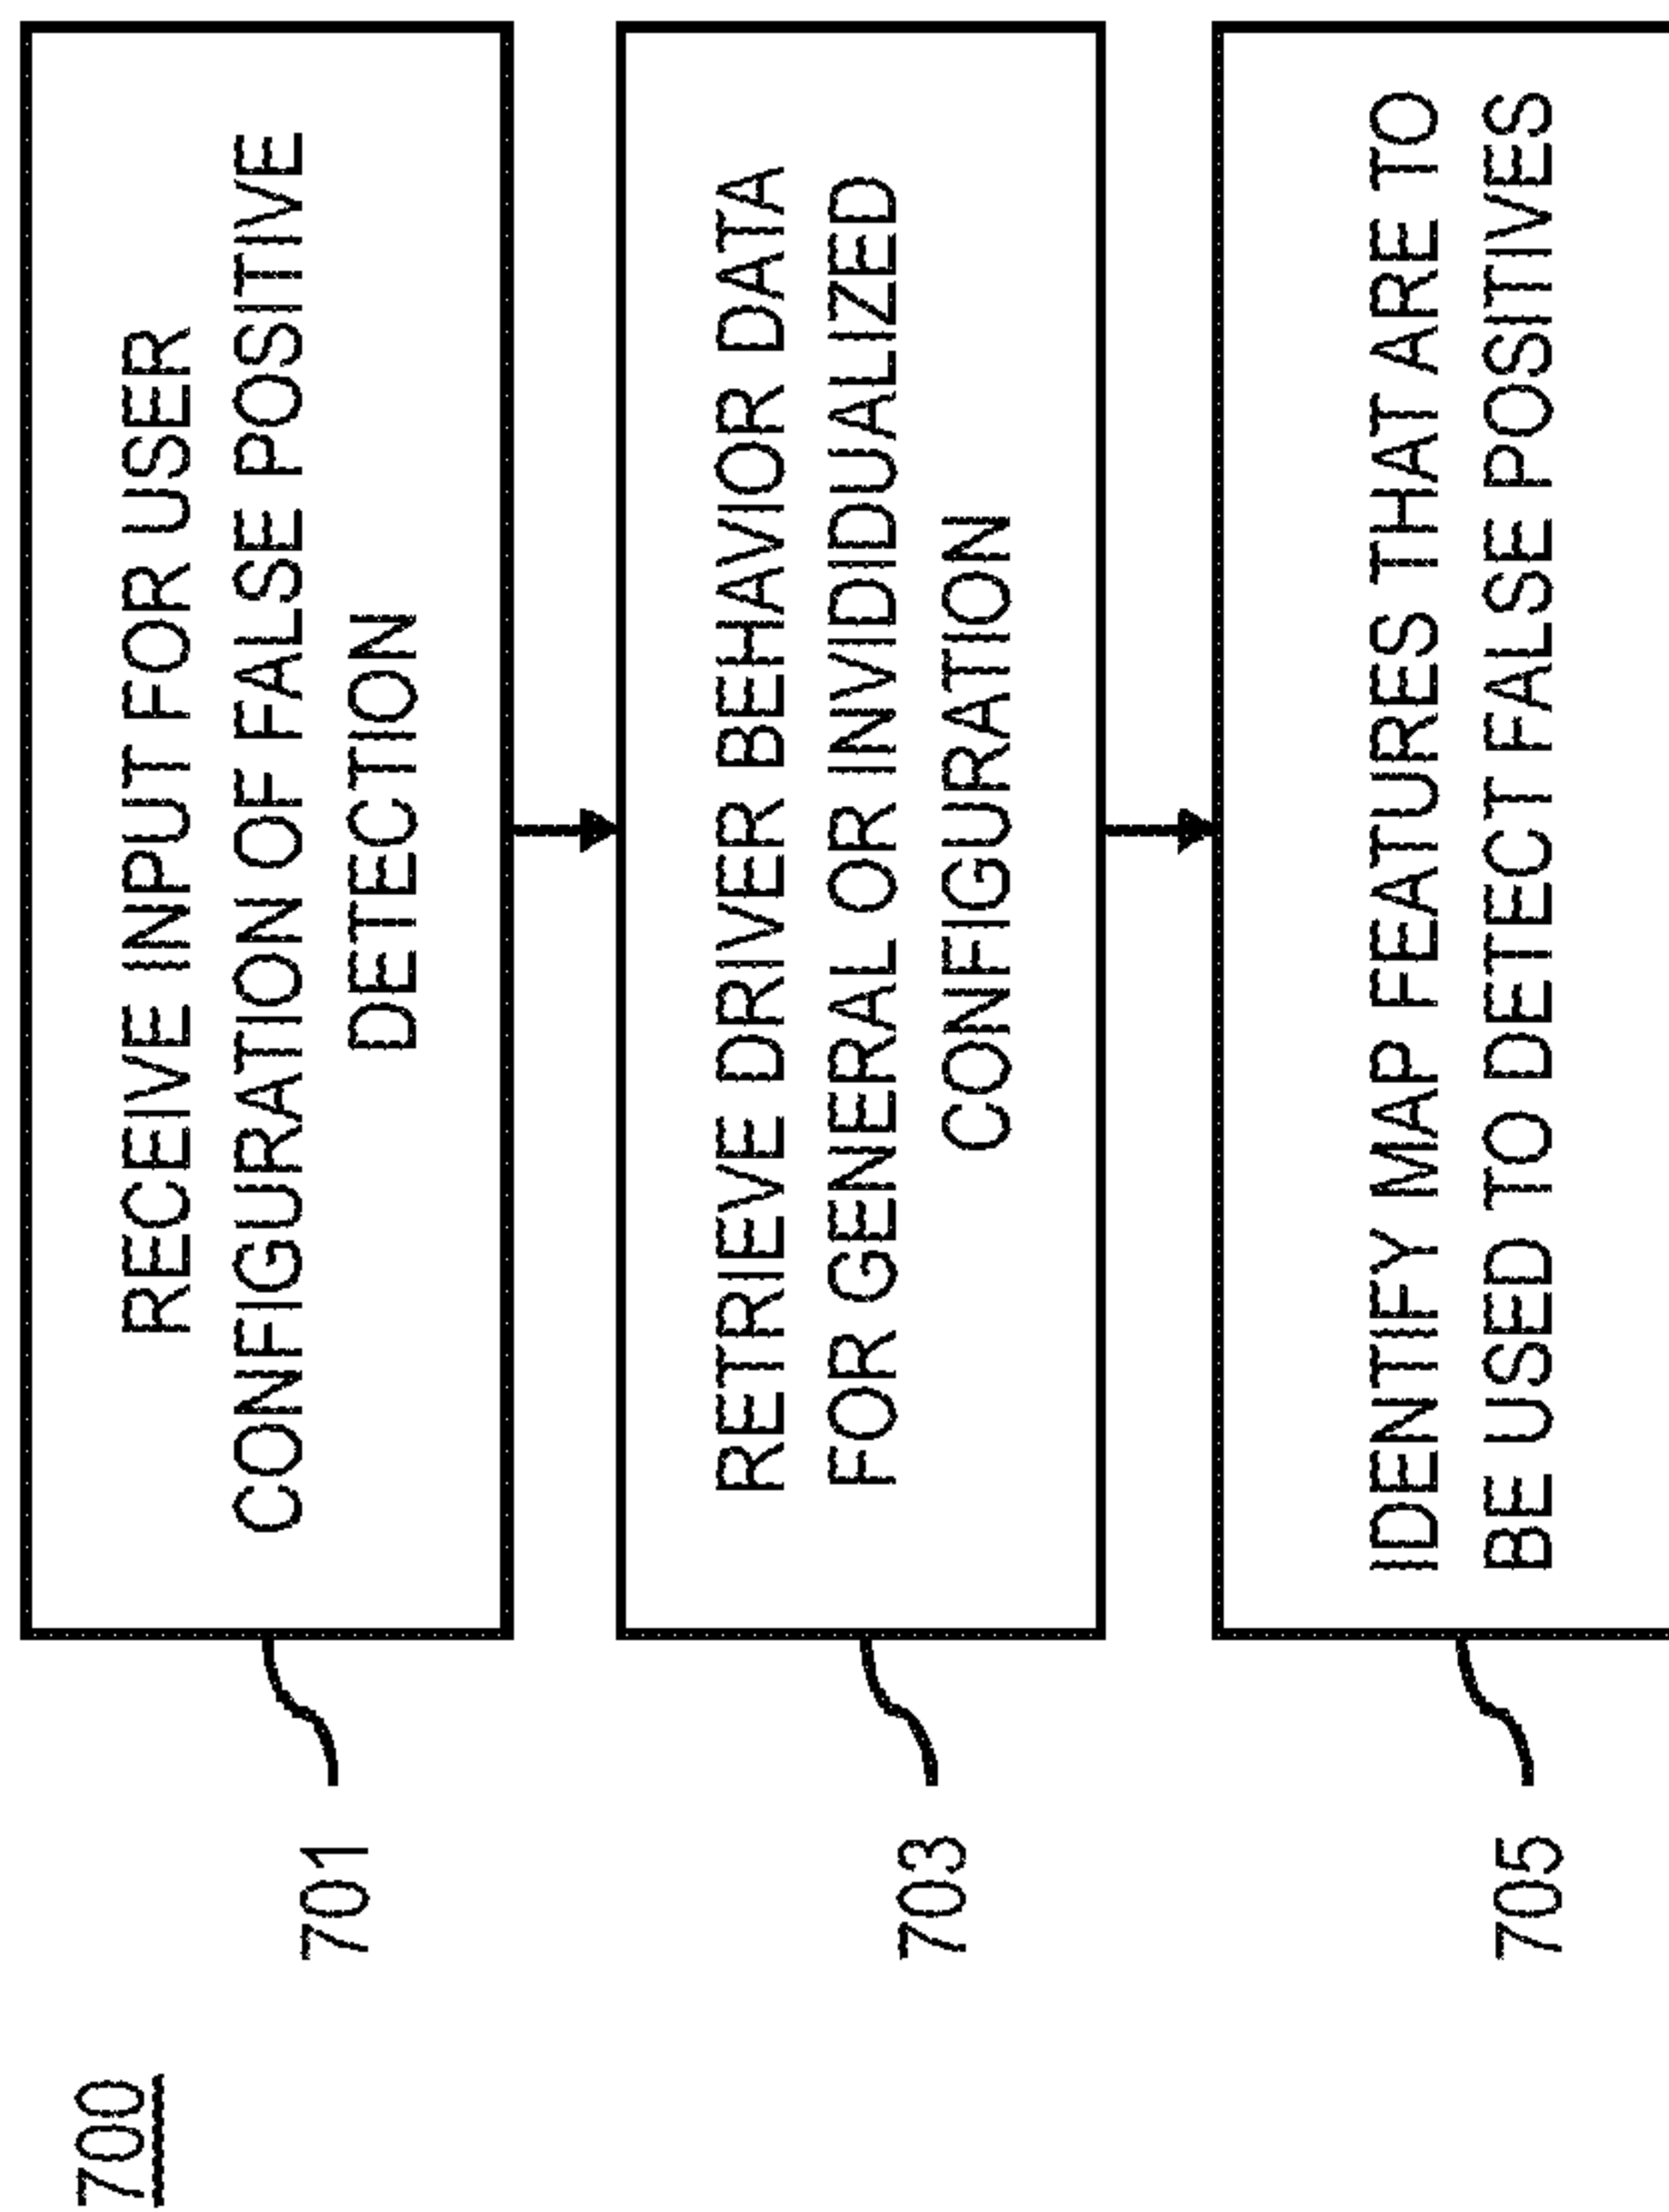 700
701
RECEIVE INPUT FOR USER
CONFIGURATION OF FALSE POSITIVE
DETECTION
703
RETRIEVE DRIVER BEHAVIOR DATA
FOR GENERAL OR INVIDIDUALIZED
CONFIGURATION
705
IDENTIFY MAP FEATURES THAT ARE TO
BE USED TO DETECT FALSE POSITIVES